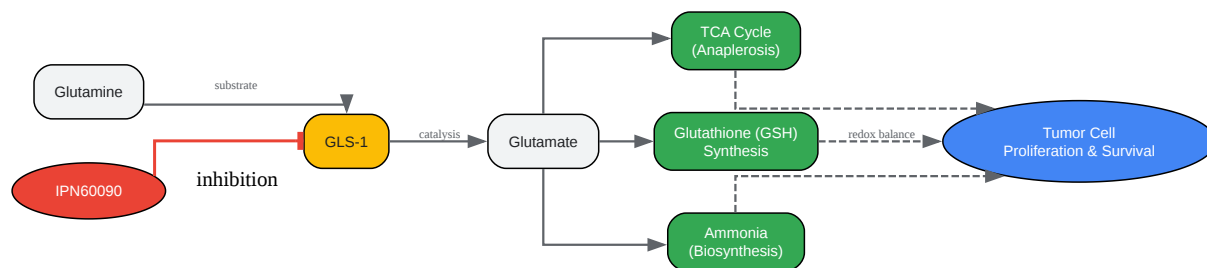 TCA Cycle
(Anaplerosis)
Glutamine
substrate
GLS-1
catalysis
Glutamate
Glutathione (GSH)
Synthesis
redox balance
Tumor Cell
Proliferation & Survival
IPN60090
inhibition
Ammonia
(Biosynthesis)